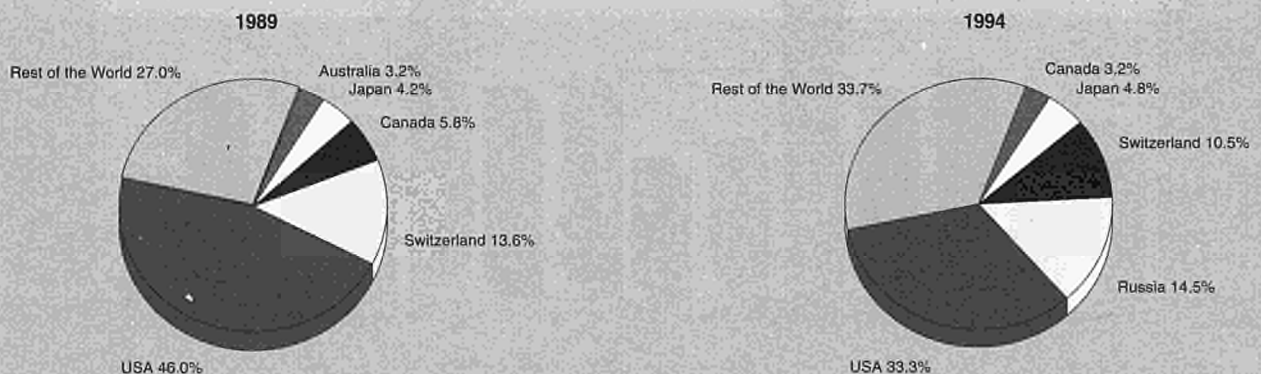 1989
Rest of the World 27.0%
Australia 3.2%
Japan 4.2%
Canada 5.8%
Switzerland 13.6%
USA 46.0%
1994
Rest of the World 33.7%
Canada 3.2%
Japan 4.8%
Switzerland 10.5%
Russia 14.5%
USA 33.3%